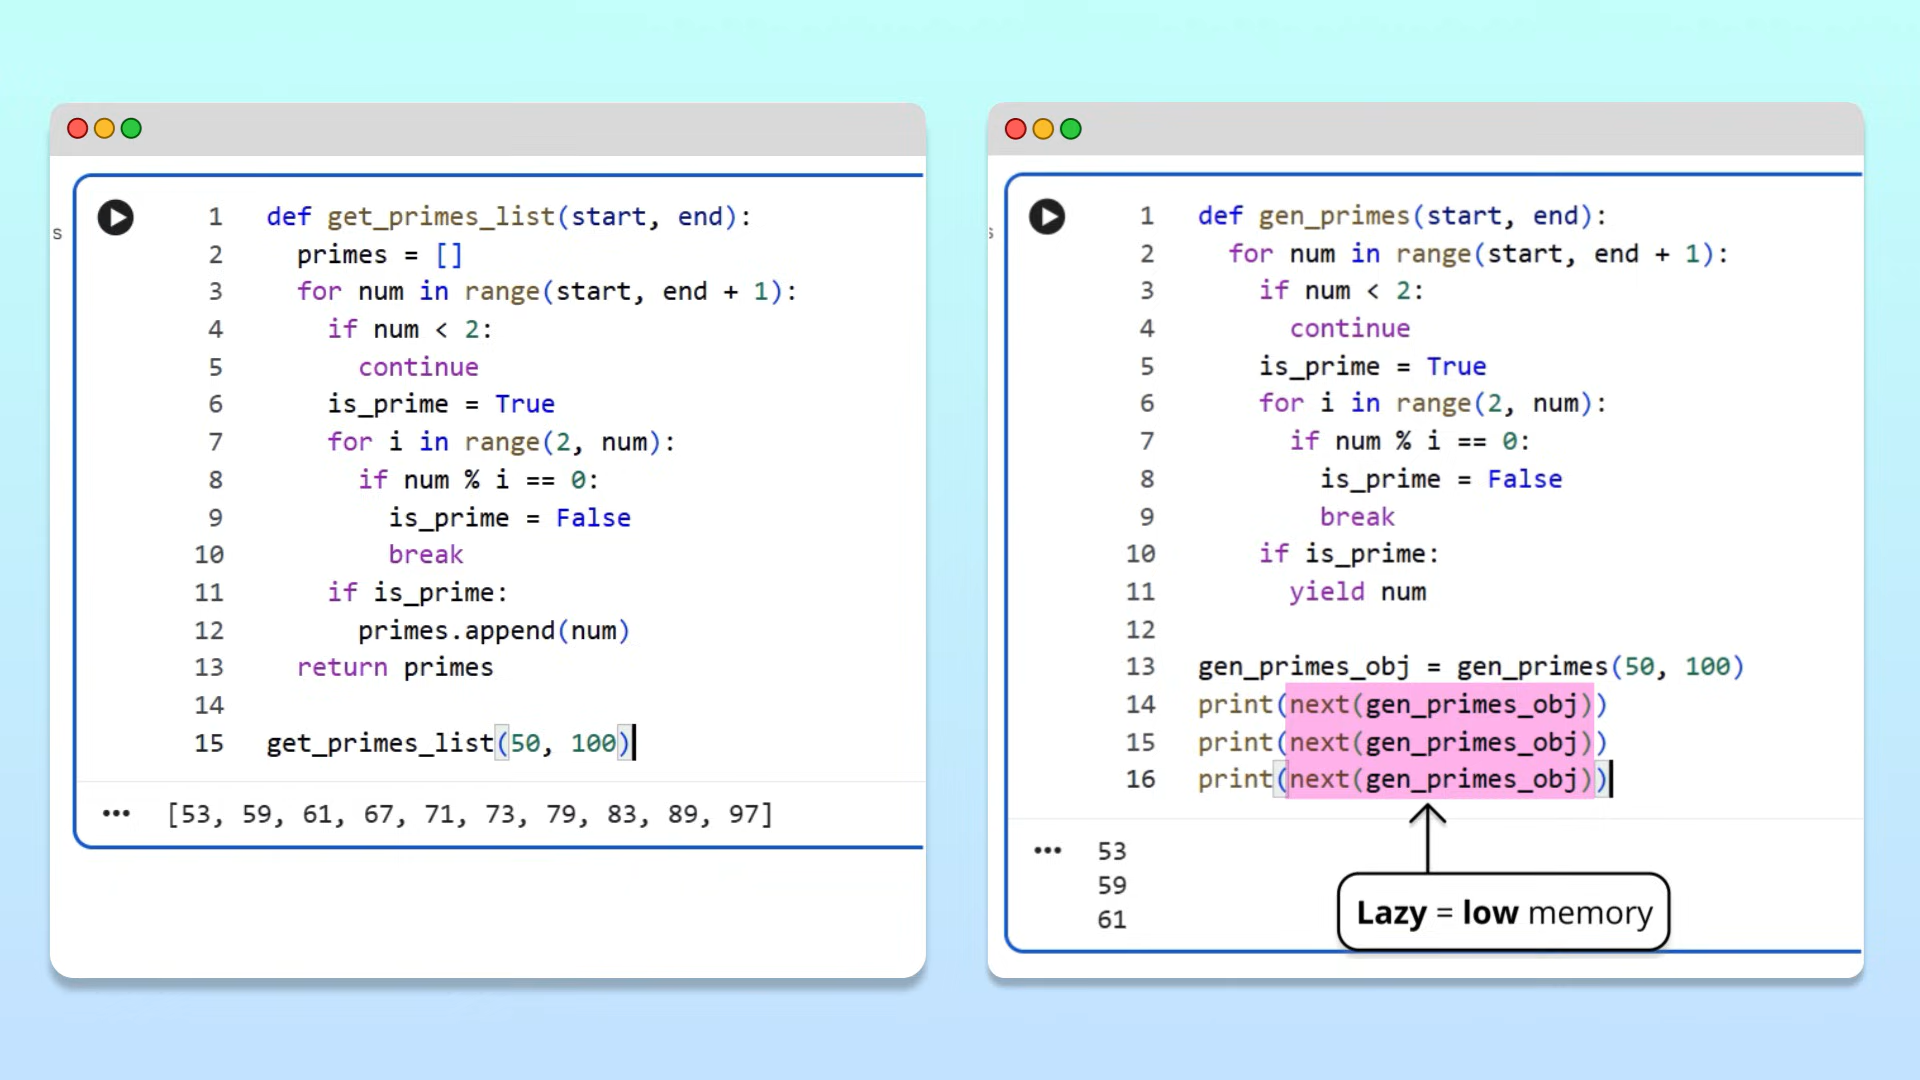 s
1 def get_primes_list(start, end):
2   primes = []
3   for num in range(start, end + 1):
4     if num < 2:
5       continue
6     is_prime = True
7     for i in range(2, num):
8       if num % i == 0:
9         is_prime = False
10         break
11     if is_prime:
12       primes.append(num)
13   return primes
14
15 get_primes_list(50, 100)
[53, 59, 61, 67, 71, 73, 79, 83, 89, 97]
s
1 def gen_primes(start, end):
2   for num in range(start, end + 1):
3     if num < 2:
4       continue
5     is_prime = True
6     for i in range(2, num):
7       if num % i == 0:
8         is_prime = False
9         break
10     if is_prime:
11       yield num
12
13 gen_primes_obj = gen_primes(50, 100)
14 print(next(gen_primes_obj))
15 print(next(gen_primes_obj))
16 print(next(gen_primes_obj))
53
59
61
Lazy = low memory